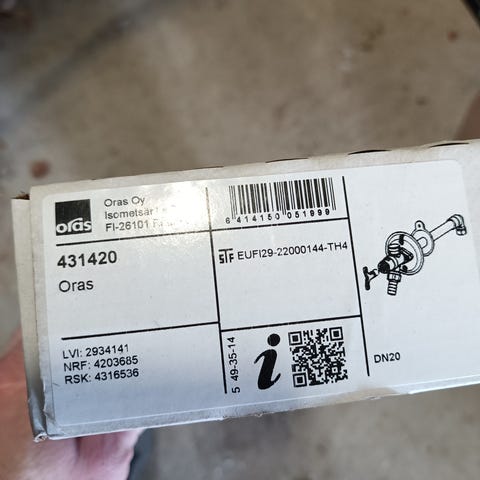 oras
Oras Oy
FI-26101
431420
Oras
LVI: 2934141
NRF: 4203685
RSK: 4316536
6 414150 051999
STF EUFI29-22000144-TH4
5 49-35-14
i
DN20